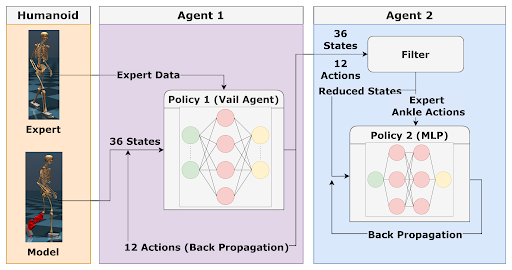 Humanoid
Expert
Model
Agent 1
Expert Data
Policy 1 (Vail Agent)
36 States
12 Actions (Back Propagation)
Agent 2
36
States
12
Actions
Reduced States
Filter
Expert
Ankle Actions
Policy 2 (MLP)
Back Propagation